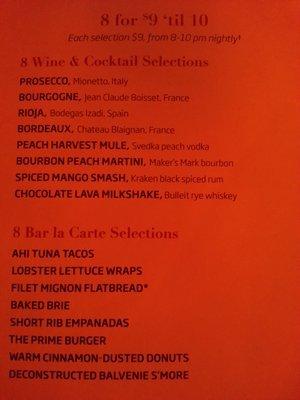 8 for $9 'til 10
Each selection $9, from 8-10 pm nightly†
8 Wine & Cocktail Selections
PROSECCO, Mionetto, Italy
BOURGOGNE, Jean Claude Boisset, France
RIOJA, Bodegas Izadi, Spain
BORDEAUX, Chateau Blaignan, France
PEACH HARVEST MULE, Svedka peach vodka
BOURBON PEACH MARTINI, Maker's Mark bourbon
SPICED MANGO SMASH, Kraken black spiced rum
CHOCOLATE LAVA MILKSHAKE, Bulleit rye whiskey
8 Bar la Carte Selections
AHI TUNA TACOS
LOBSTER LETTUCE WRAPS
FILET MIGNON FLATBREAD*
BAKED BRIE
SHORT RIB EMPANADAS
THE PRIME BURGER
WARM CINNAMON-DUSTED DONUTS
DECONSTRUCTED BALVENIE S'MORE